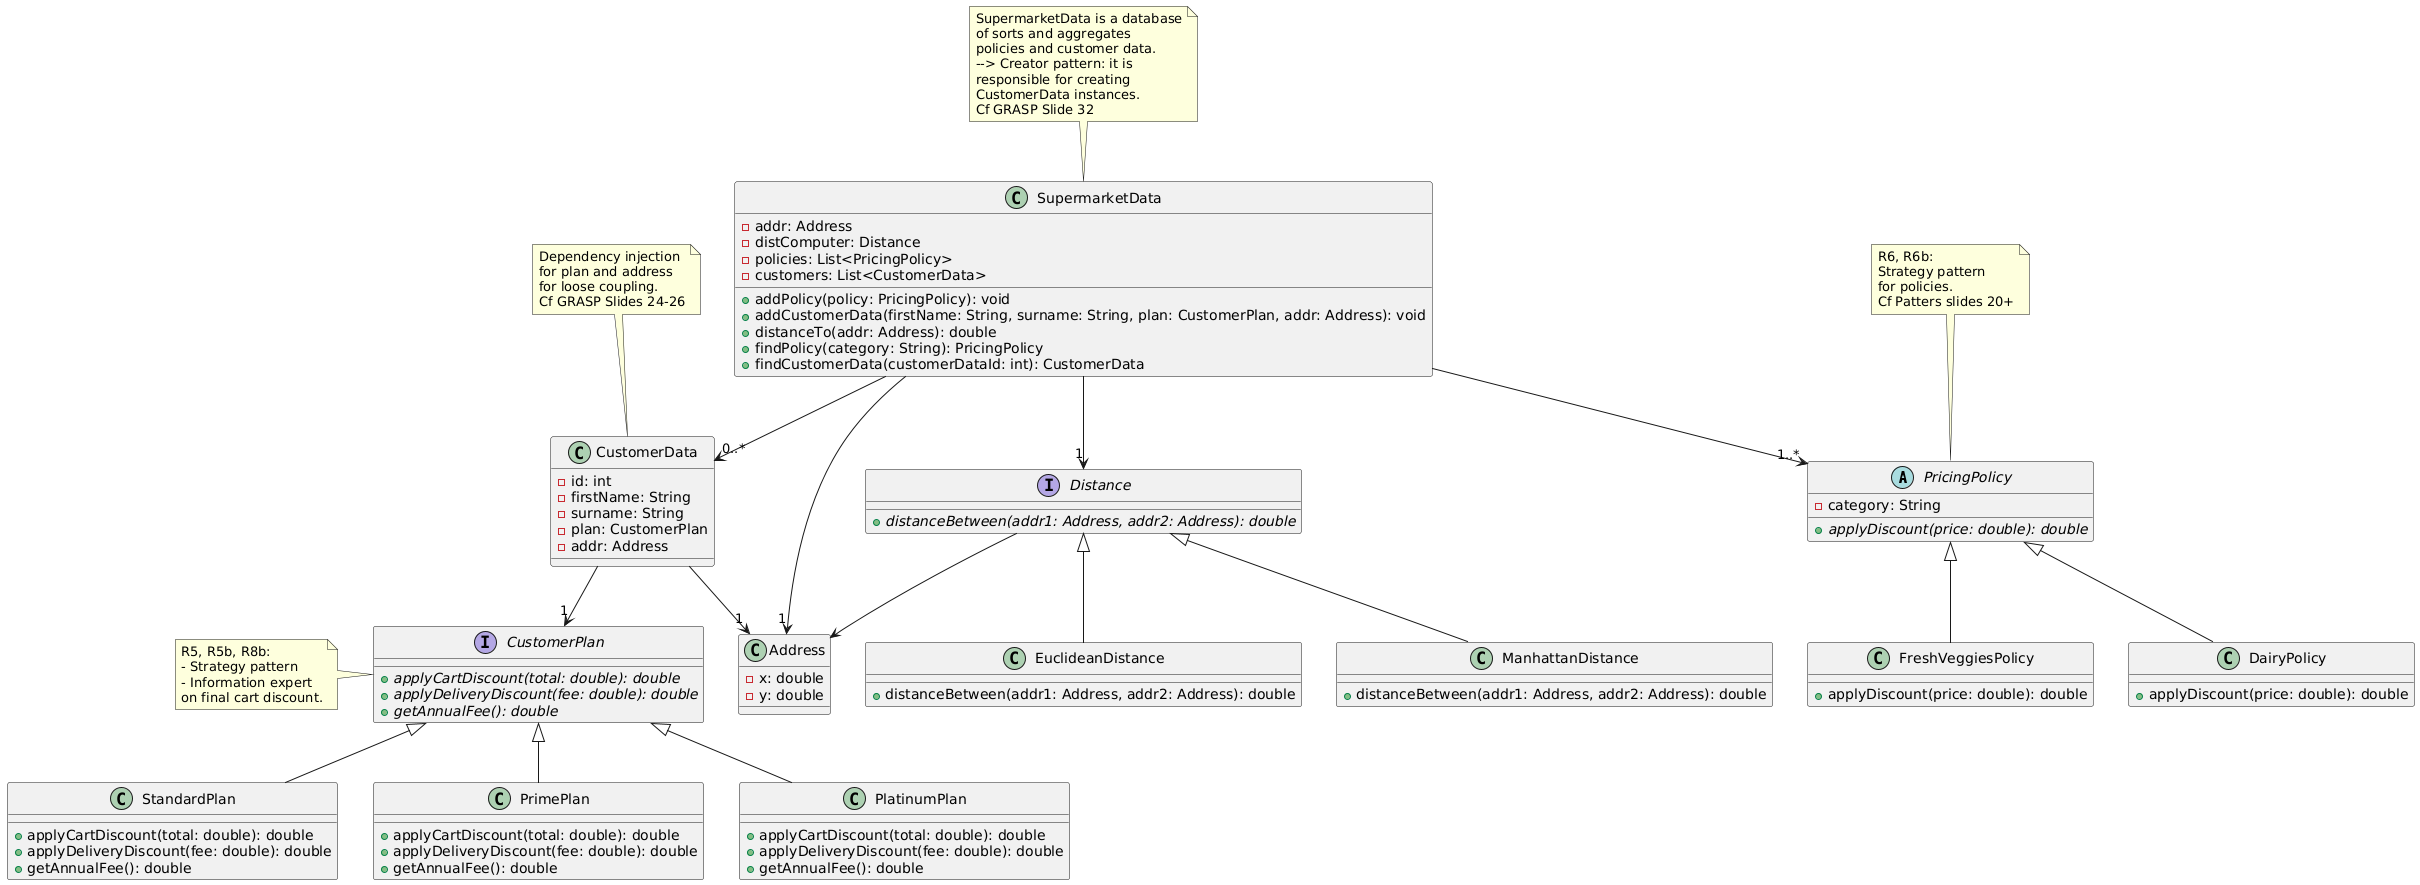 SupermarketData is a database
of sorts and aggregates
policies and customer data.
--> Creator pattern: it is
responsible for creating
CustomerData instances.
Cf GRASP Slide 32
C SupermarketData
addr: Address
distComputer: Distance
policies: List<PricingPolicy>
customers: List<CustomerData>
addPolicy(policy: PricingPolicy): void
addCustomerData(firstName: String, surname: String, plan: CustomerPlan, addr: Address): void
distanceTo(addr: Address): double
findPolicy(category: String): PricingPolicy
findCustomerData(customerDataId: int): CustomerData
Dependency injection
for plan and address
for loose coupling.
Cf GRASP Slides 24-26
R6, R6b:
Strategy pattern
for policies.
Cf Patters slides 20+
0..*
1
1..*
C CustomerData
id: int
firstName: String
surname: String
plan: CustomerPlan
addr: Address
I Distance
distanceBetween(addr1: Address, addr2: Address): double
A PricingPolicy
category: String
applyDiscount(price: double): double
1
1
1
R5, R5b, R8b:
- Strategy pattern
- Information expert
on final cart discount.
I CustomerPlan
applyCartDiscount(total: double): double
applyDeliveryDiscount(fee: double): double
getAnnualFee(): double
C Address
x: double
y: double
C EuclideanDistance
distanceBetween(addr1: Address, addr2: Address): double
C ManhattanDistance
distanceBetween(addr1: Address, addr2: Address): double
C FreshVeggiesPolicy
applyDiscount(price: double): double
C DairyPolicy
applyDiscount(price: double): double
C StandardPlan
applyCartDiscount(total: double): double
applyDeliveryDiscount(fee: double): double
getAnnualFee(): double
C PrimePlan
applyCartDiscount(total: double): double
applyDeliveryDiscount(fee: double): double
getAnnualFee(): double
C PlatinumPlan
applyCartDiscount(total: double): double
applyDeliveryDiscount(fee: double): double
getAnnualFee(): double